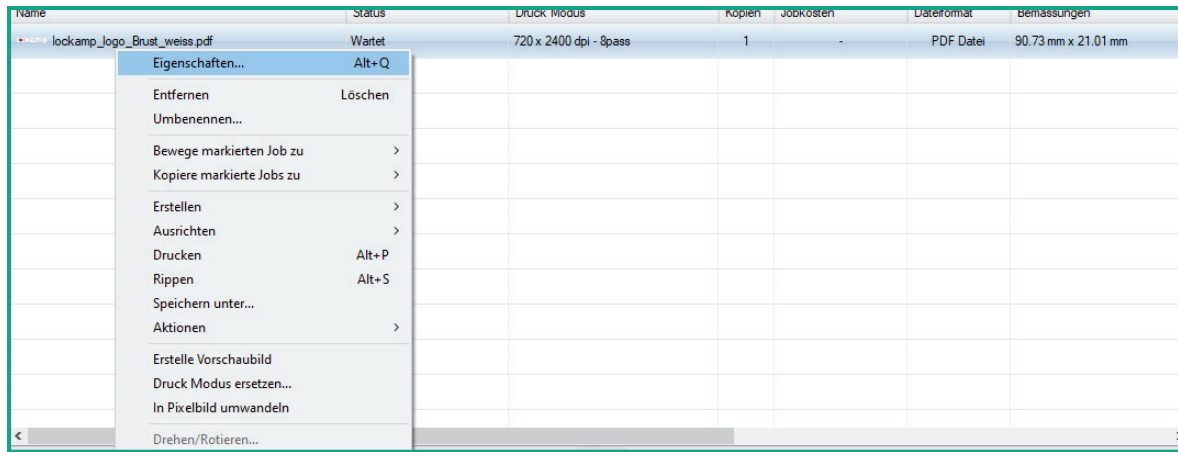 Name Status Druck Modus Kopien Jobkosten Dateiformat Bemassungen
lockamp_logo_Brust_weiss.pdf Wartet 720 x 2400 dpi - 8pass 1 - PDF Datei 90.73 mm x 21.01 mm
Eigenschaften... Alt+Q
Entfernen Löschen
Umbenennen...
Bewege markierten Job zu >
Kopiere markierte Jobs zu >
Erstellen >
Ausrichten >
Drucken Alt+P
Rippen Alt+S
Speichern unter...
Aktionen >
Erstelle Vorschaubild
Druck Modus ersetzen...
In Pixelbild umwandeln
Drehen/Rotieren...